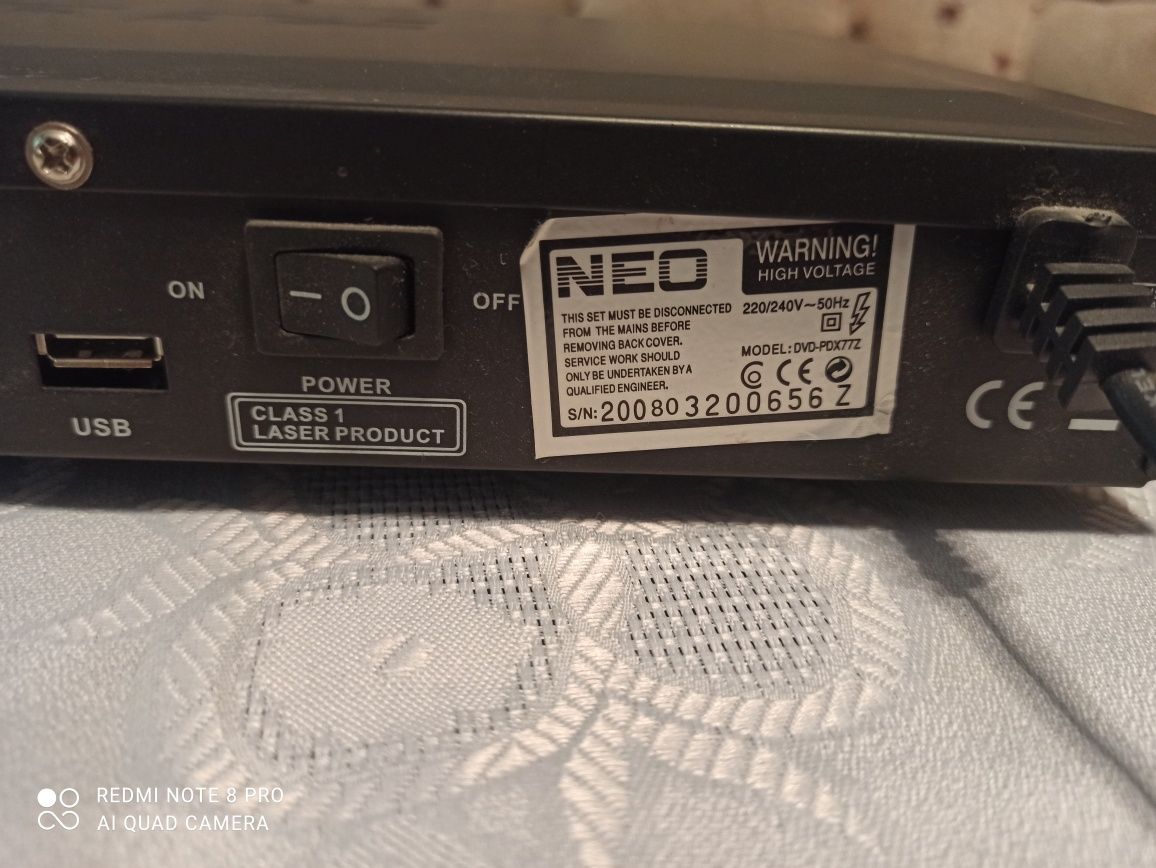 ON
OFF
POWER
USB
CLASS 1
LASER PRODUCT
NEO
WARNING!
HIGH VOLTAGE
THIS SET MUST BE DISCONNECTED
FROM THE MAINS BEFORE
REMOVING BACK COVER.
SERVICE WORK SHOULD
ONLY BE UNDERTAKEN BY A
QUALIFIED ENGINEER.
220/240V~50Hz
MODEL: DVD-PDX77Z
CE
S/N: 200803200656 Z
CE
REDMI NOTE 8 PRO
AI QUAD CAMERA